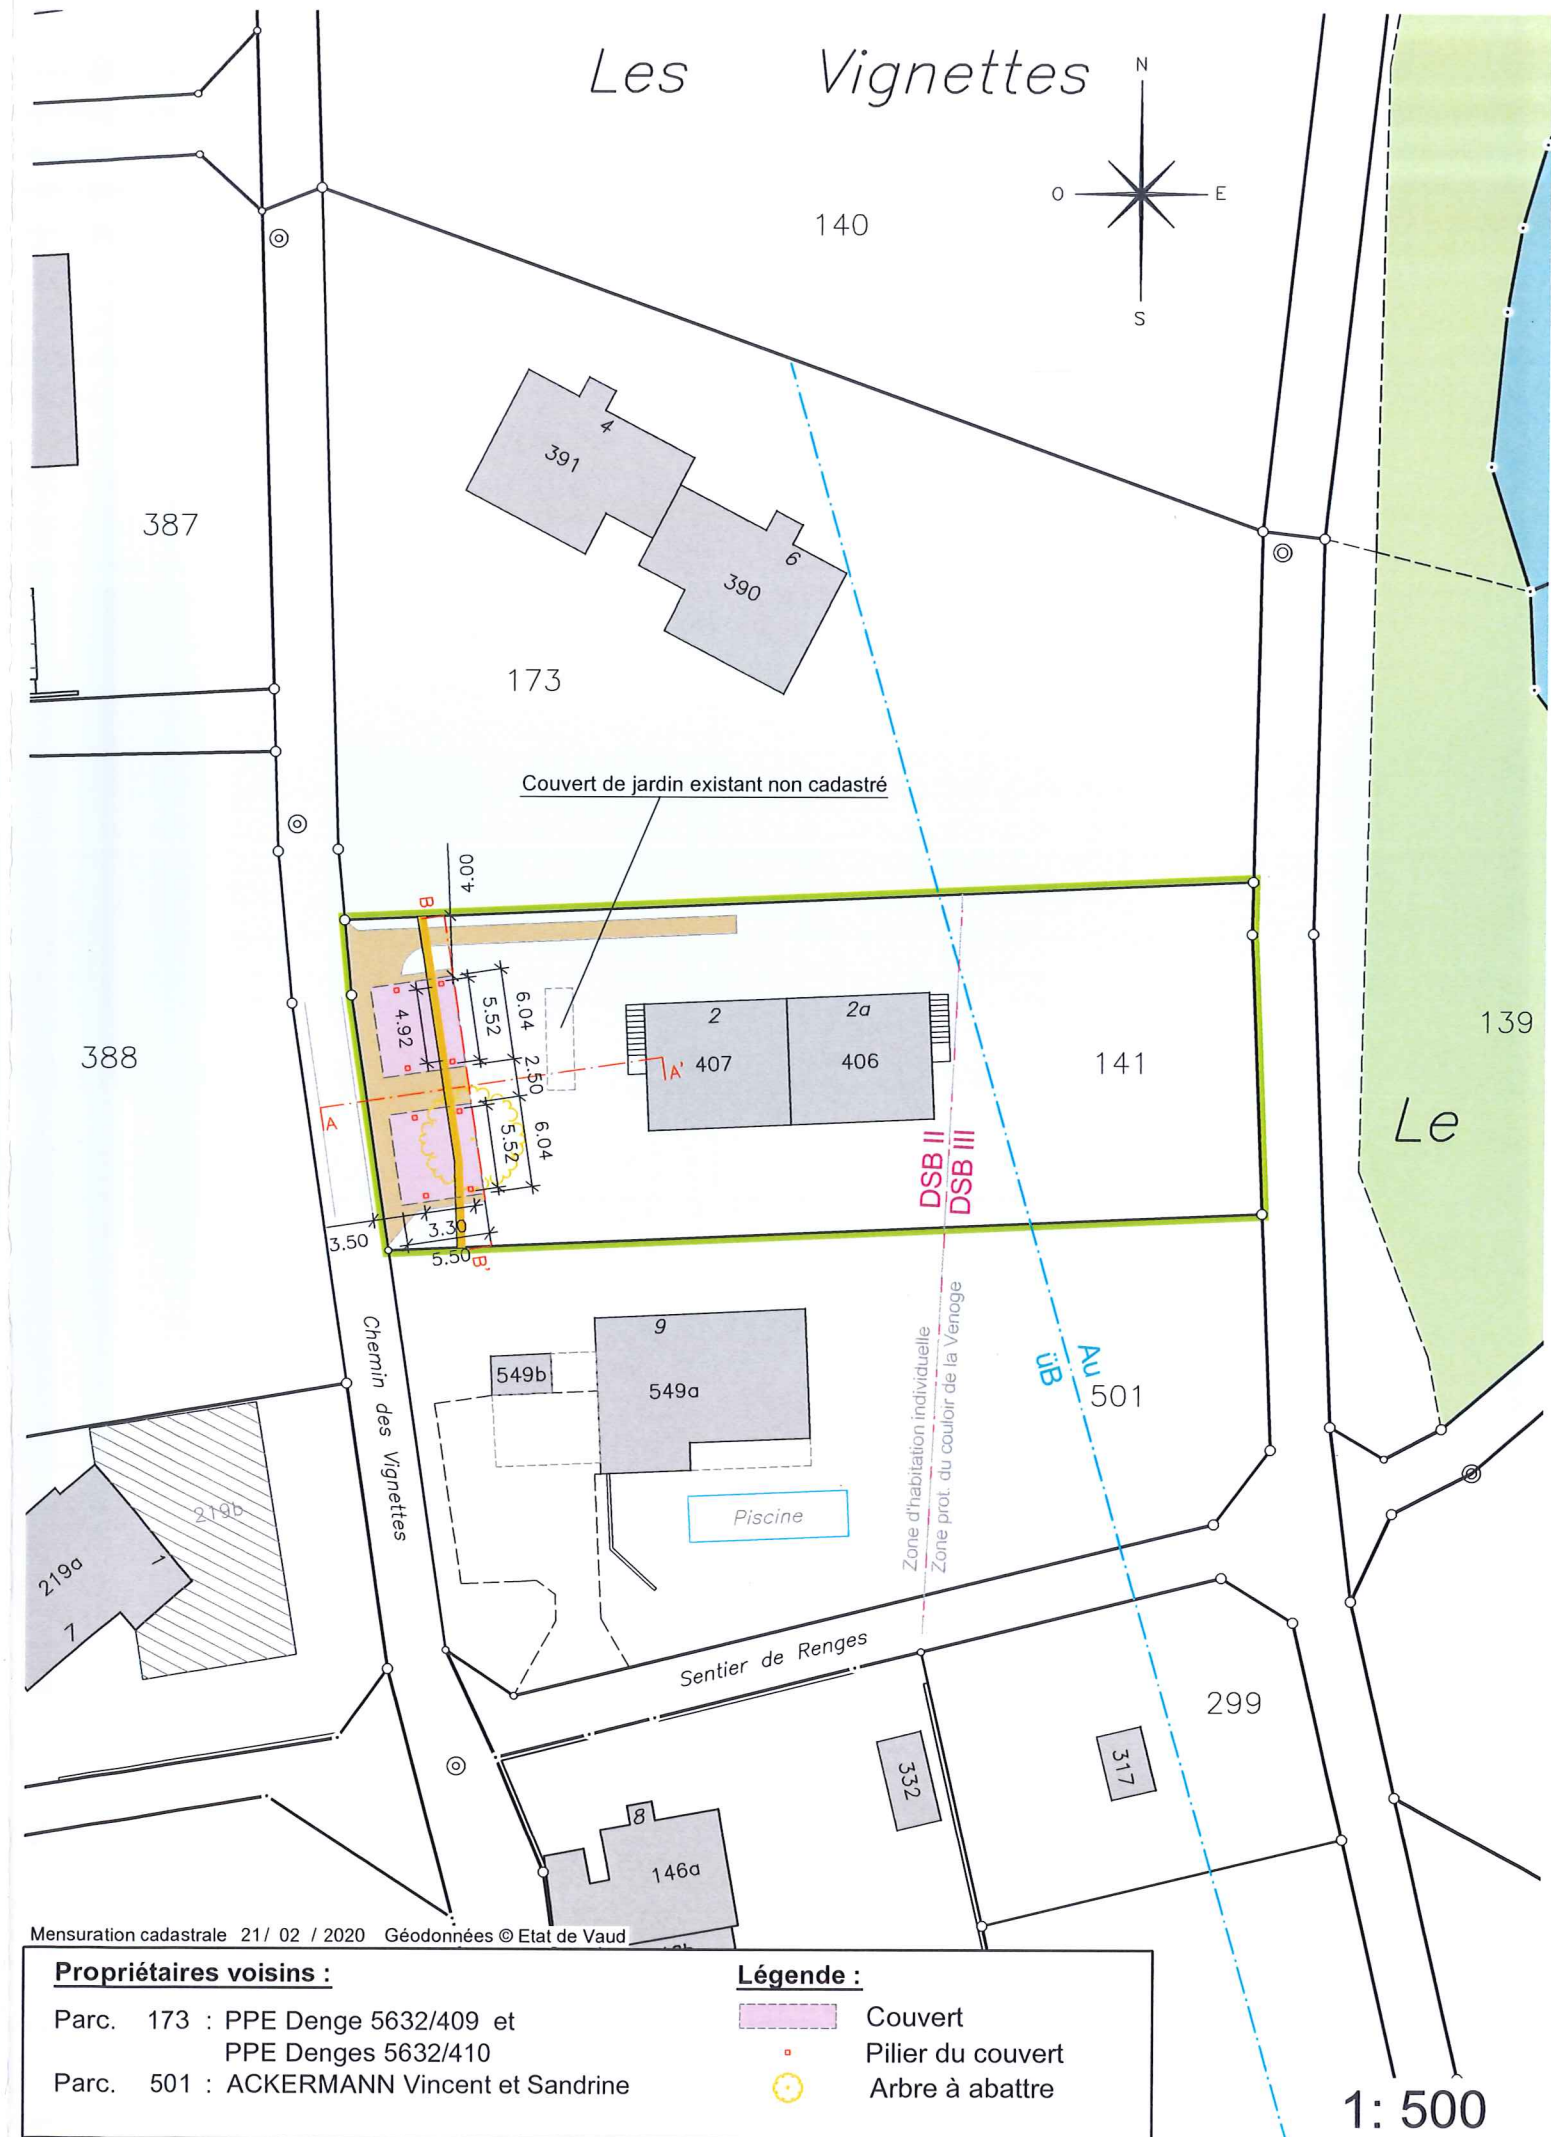 Les Vignettes
N
O
E
S
140
4
391
6
390
387
173
Couvert de jardin existant non cadastré
4.00
B
4.92
5.52
6.04
2.50
5.52
6.04
2
407
2a
406
141
139
388
A
A'
Le
DSB II
DSB III
3.50
3.30
5.50
B'
Chemin des Vignettes
9
549b
549a
Zone d'habitation individuelle
Zone prot. du couloir de la Venoge
Au
üB
501
Piscine
219b
219a
1
7
Sentier de Renges
299
332
317
8
146a
Mensuration cadastrale 21/ 02 / 2020 Géodonnées © Etat de Vaud
Propriétaires voisins :
Parc. 173 : PPE Denge 5632/409 et
PPE Denges 5632/410
Parc. 501 : ACKERMANN Vincent et Sandrine
Légende :
Couvert
Pilier du couvert
Arbre à abattre
1: 500